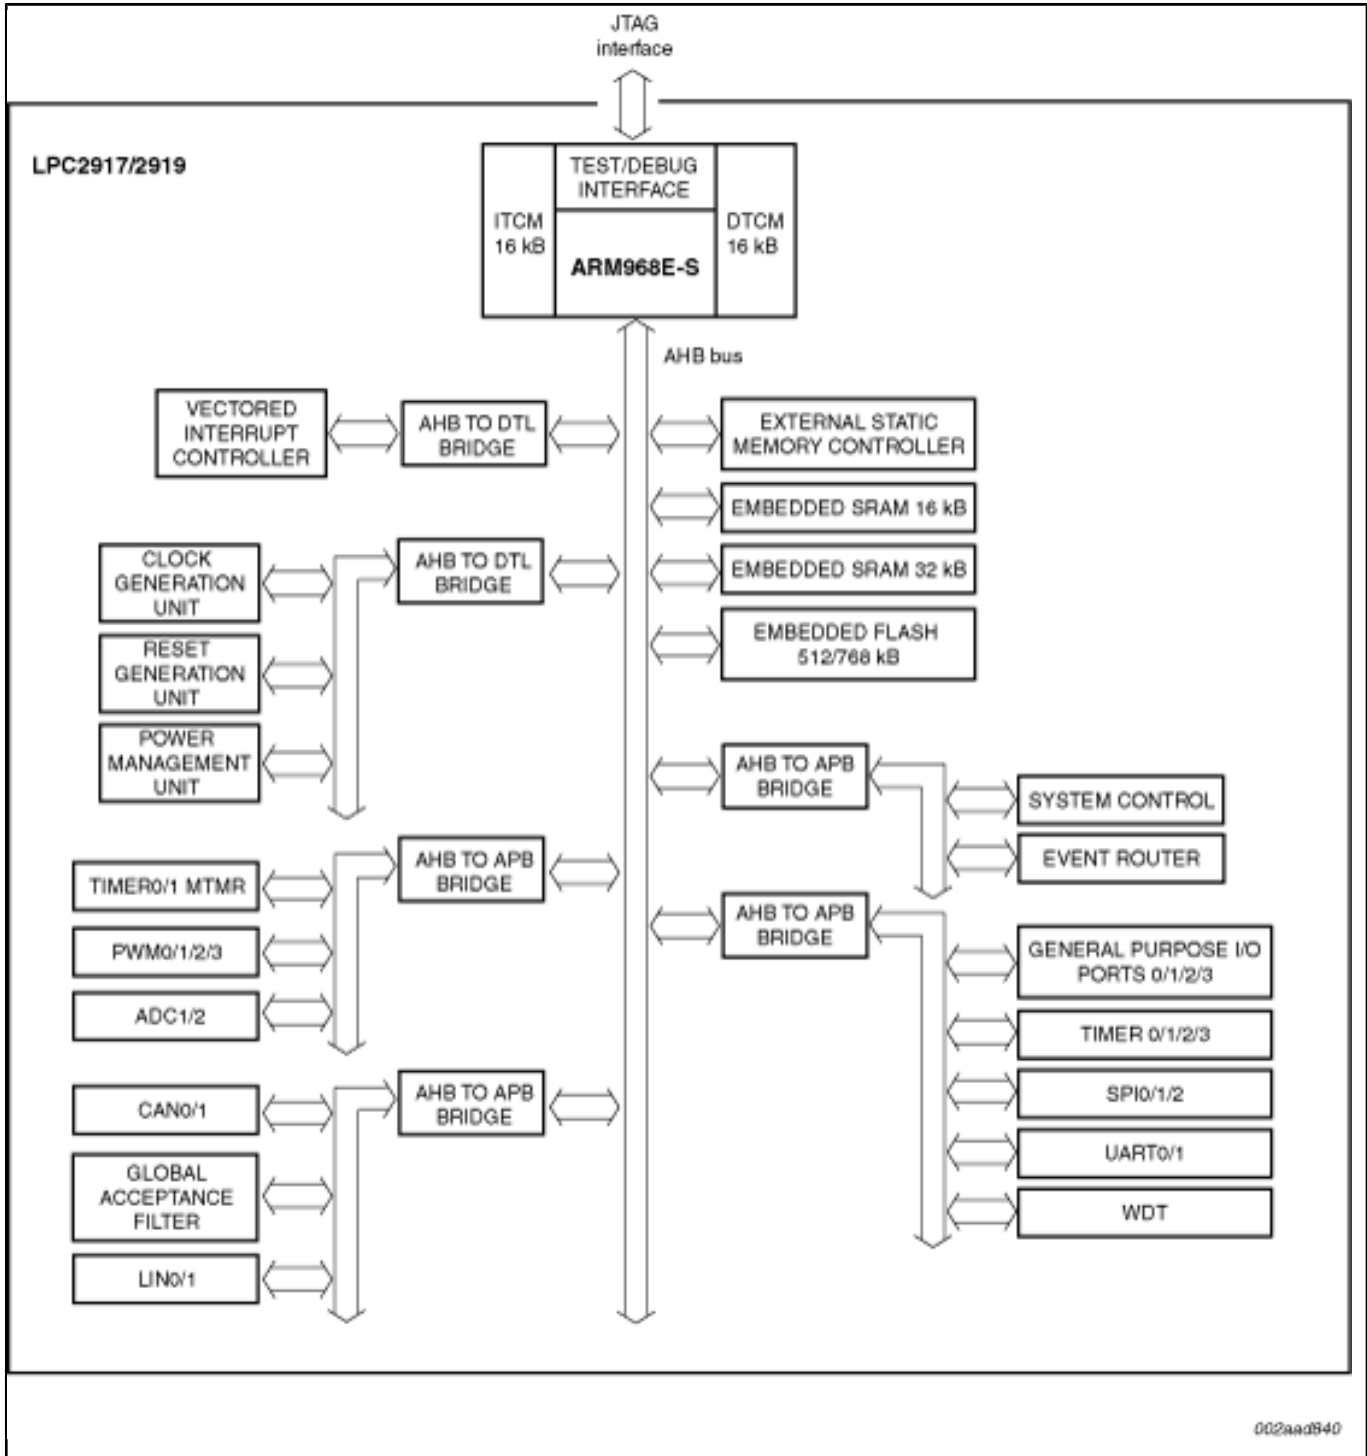 JTAG
interface
LPC2917/2919
TEST/DEBUG
INTERFACE
ITCM
16 kB
DTCM
16 kB
ARM968E-S
AHB bus
VECTORED
INTERRUPT
CONTROLLER
AHB TO DTL
BRIDGE
EXTERNAL STATIC
MEMORY CONTROLLER
EMBEDDED SRAM 16 kB
CLOCK
GENERATION
UNIT
AHB TO DTL
BRIDGE
EMBEDDED SRAM 32 kB
EMBEDDED FLASH
512/768 kB
RESET
GENERATION
UNIT
POWER
MANAGEMENT
UNIT
AHB TO APB
BRIDGE
SYSTEM CONTROL
EVENT ROUTER
AHB TO APB
BRIDGE
TIMER0/1 MTMR
PWM0/1/2/3
ADC1/2
AHB TO APB
BRIDGE
GENERAL PURPOSE I/O
PORTS 0/1/2/3
TIMER 0/1/2/3
SPI0/1/2
UART0/1
WDT
AHB TO APB
BRIDGE
CAN0/1
GLOBAL
ACCEPTANCE
FILTER
LIN0/1
002aad840